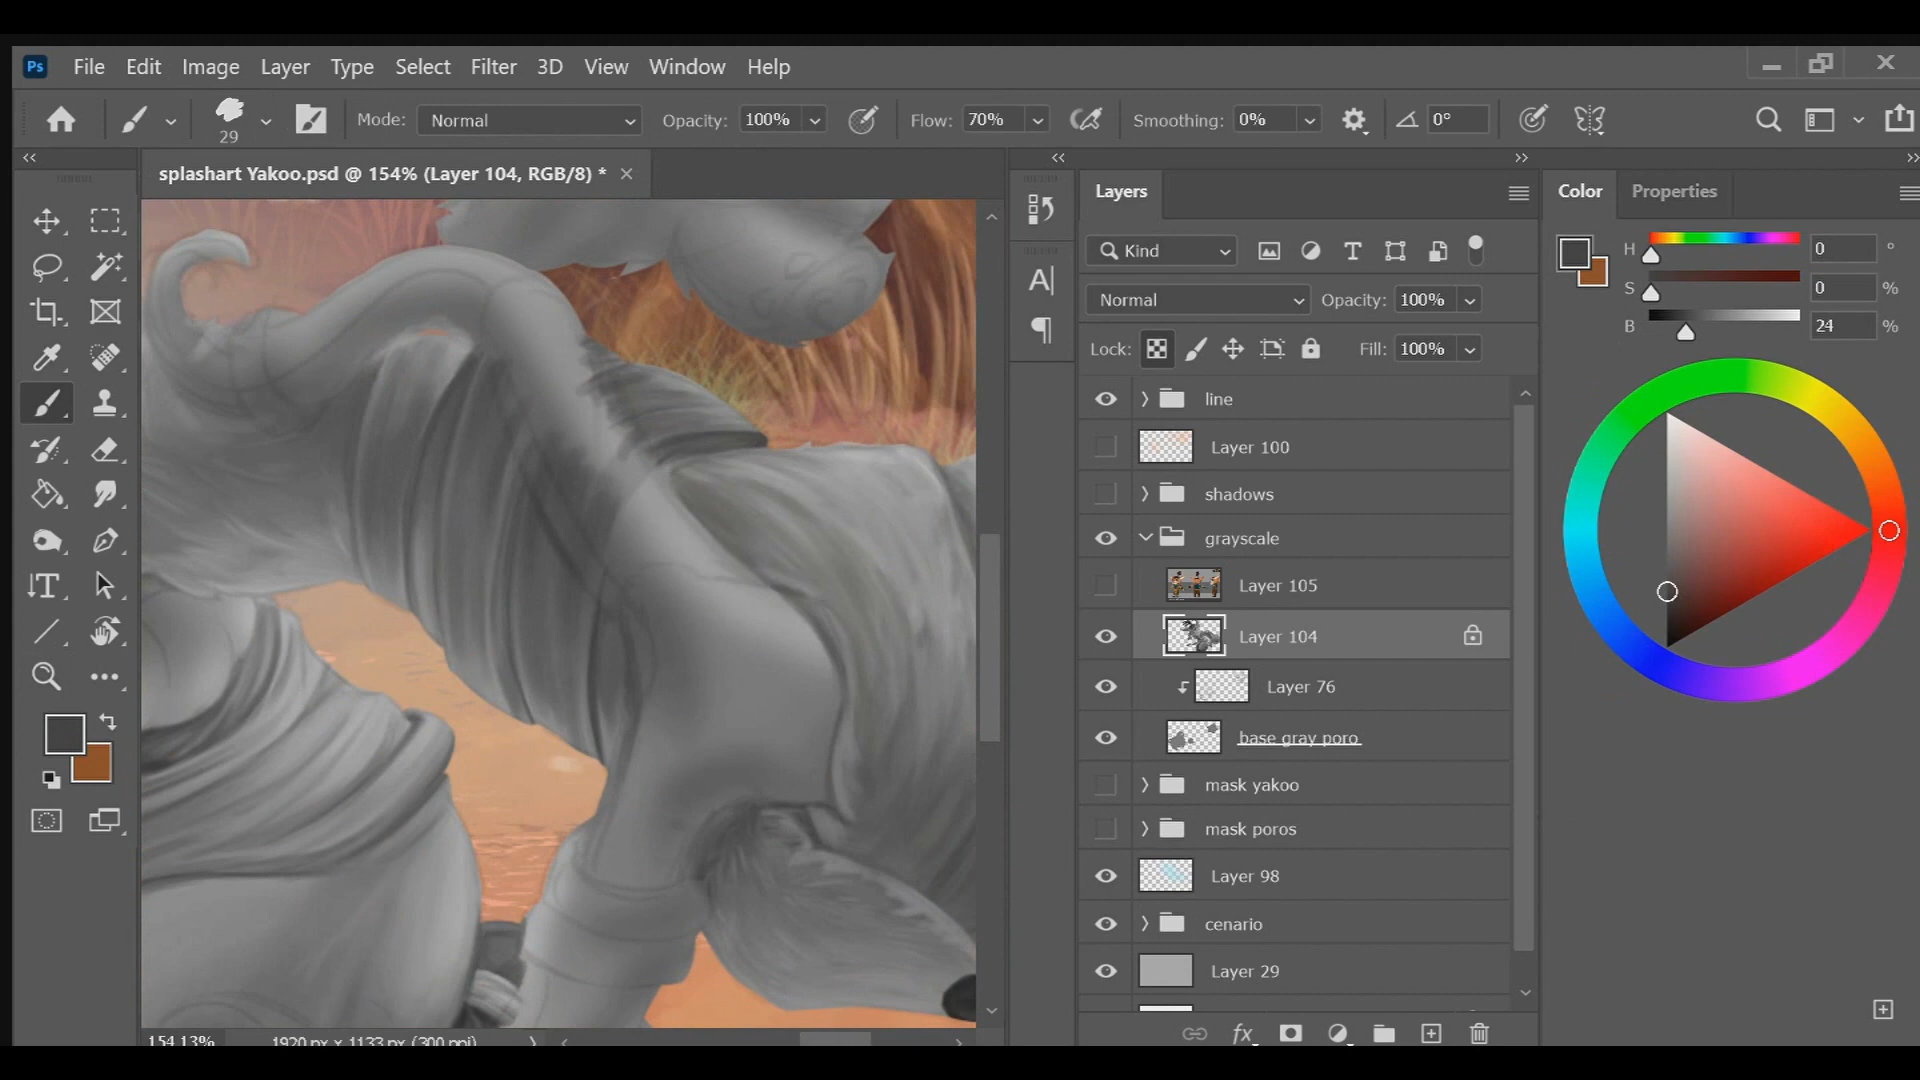 Ps File Edit Image Layer Type Select Filter 3D View Window Help
29 Mode: Normal Opacity: 100% Flow: 70% Smoothing: 0% 0°
splashart Yakoo.psd @ 154% (Layer 104, RGB/8) *
Layers
Kind
Normal Opacity: 100%
Lock: Fill: 100%
line
Layer 100
shadows
grayscale
Layer 105
Layer 104
Layer 76
base gray poro
mask yakoo
mask poros
Layer 98
cenario
Layer 29
fx
Color Properties
H 0 °
S 0 %
B 24 %
154.13% 1920 px x 1133 px (300 ppi)